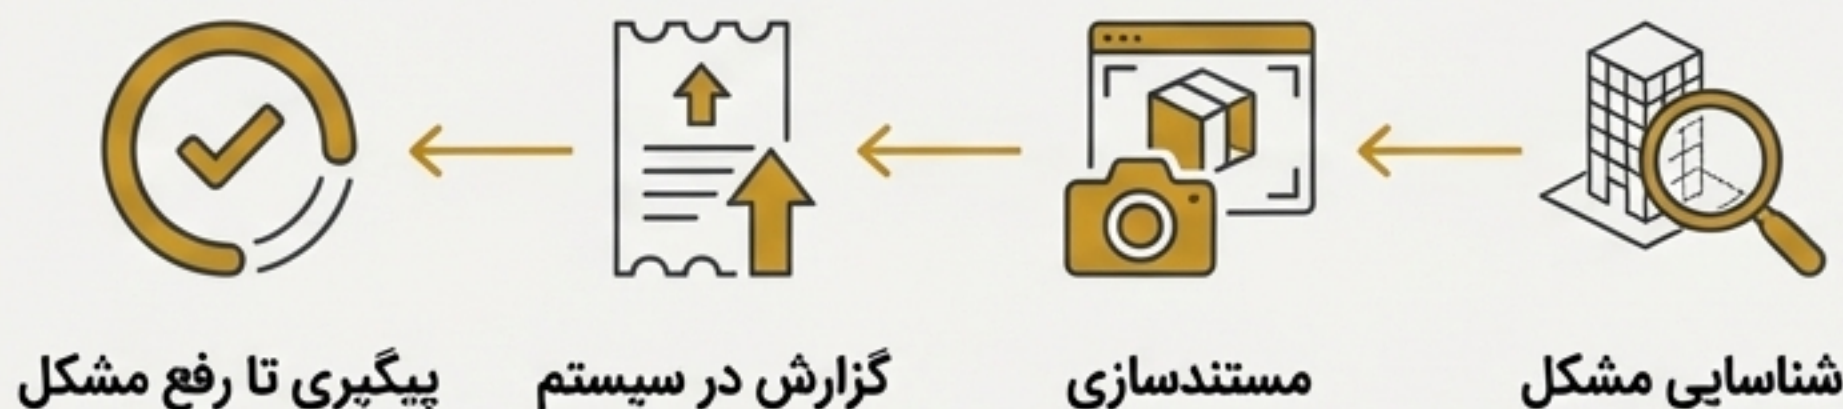 شناسایی مشکل
مستندسازی
گزارش در سیستم
پیگیری تا رفع مشکل